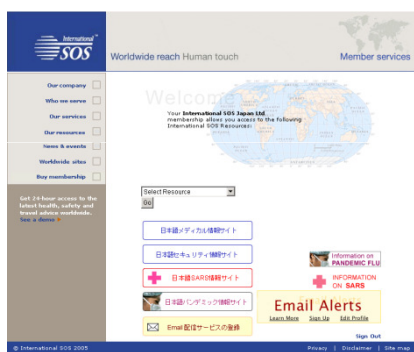 International
SOS
Worldwide reach Human touch
Member services
Our company
Who we serve
Our services
Our resources
News & events
Worldwide sites
Buy membership
Get 24-hour access to the
latest health, safety and
travel advice worldwide.
See a demo
Welcome
Your International SOS Japan Ltd
membership allows you access to the following
International SOS Resources:
Select Resource
Go
日本語メディカル情報サイト
日本語セキュリティ情報サイト
日本語SARS情報サイト
日本語パンデミック情報サイト
Email 配信サービスの登録
Information on
PANDEMIC FLU
INFORMATION
ON SARS
Email Alerts
Learn More Sign Up Edit Profile
Sign Out
© International SOS 2005
Privacy | Disclaimer | Site map